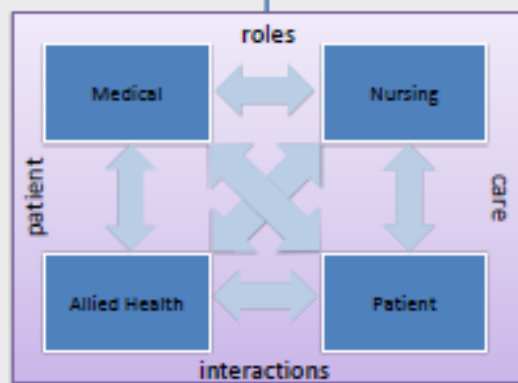 roles
Medical
Nursing
patient
care
Allied Health
Patient
interactions